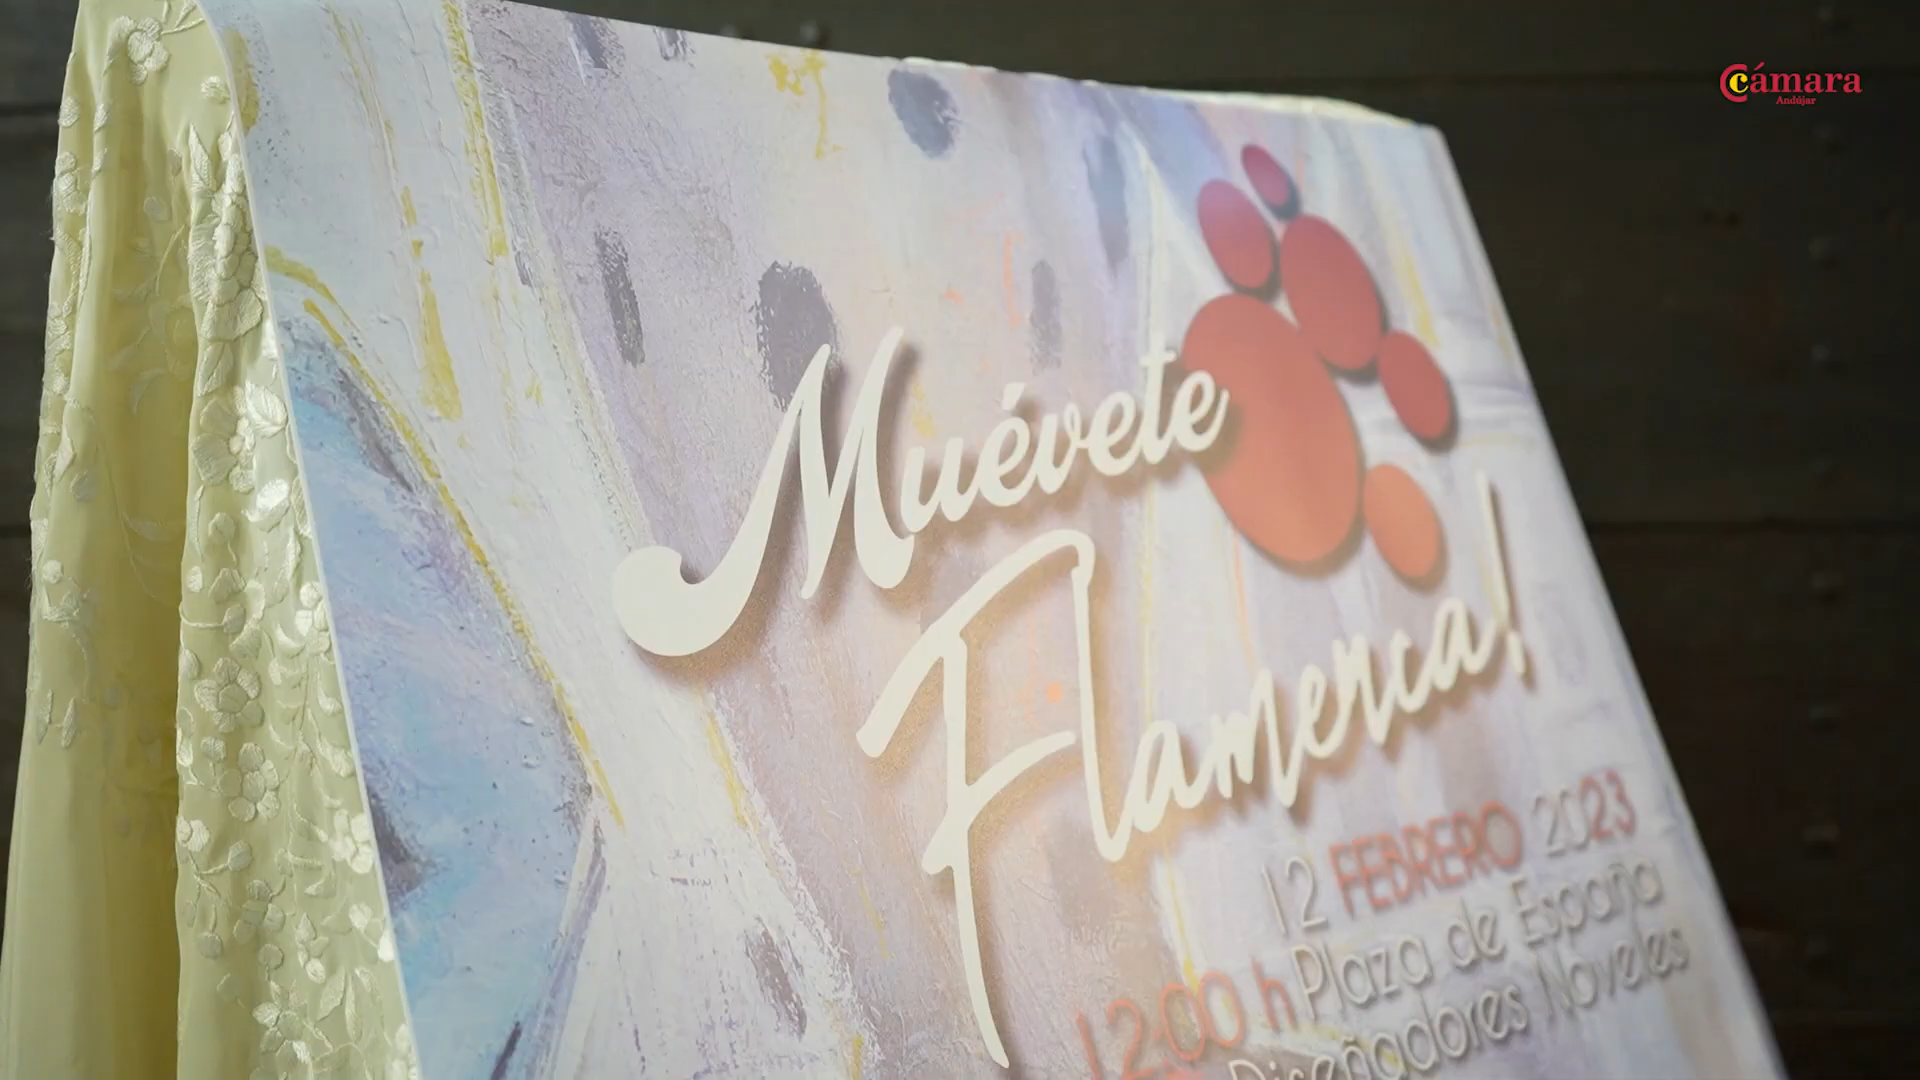 Cámara
Andújar
Muévete
Flamenca!
12 FEBRERO 2023
Plaza de España
12:00 h
Diseñadores Noveles